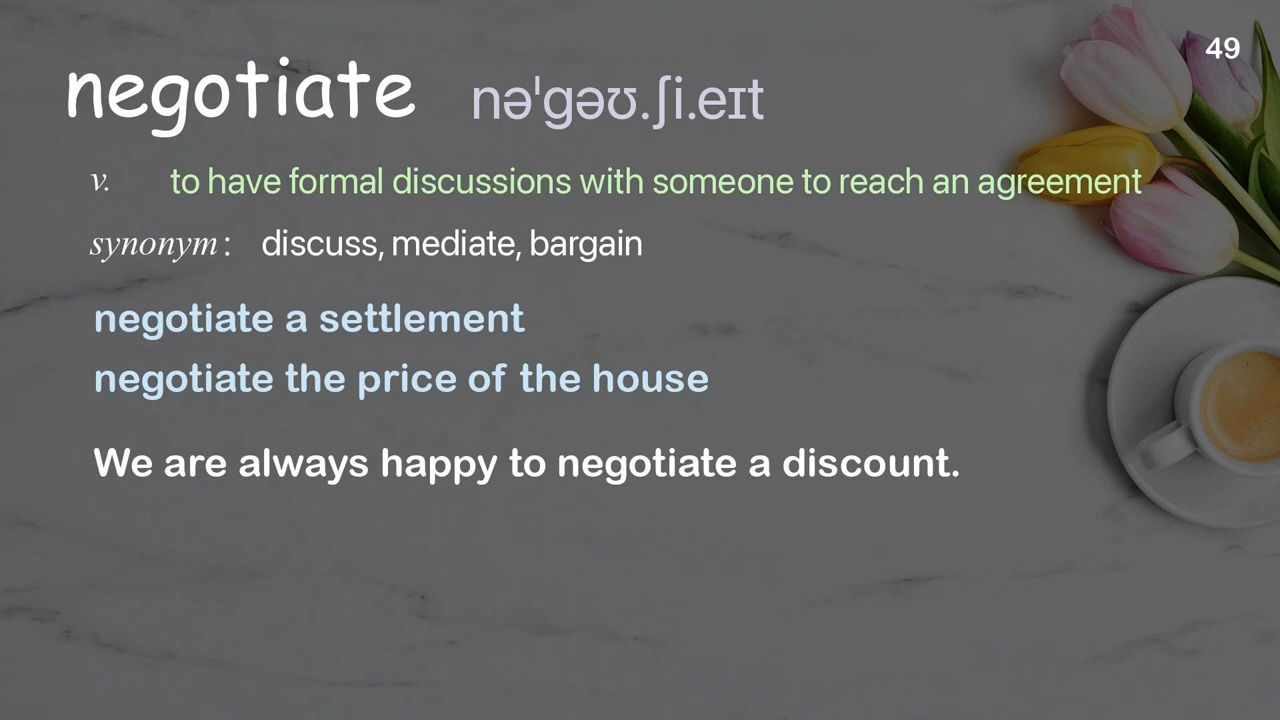 49
negotiate nəˈɡəʊ.ʃi.eɪt
v. to have formal discussions with someone to reach an agreement
synonym: discuss, mediate, bargain
negotiate a settlement
negotiate the price of the house
We are always happy to negotiate a discount.